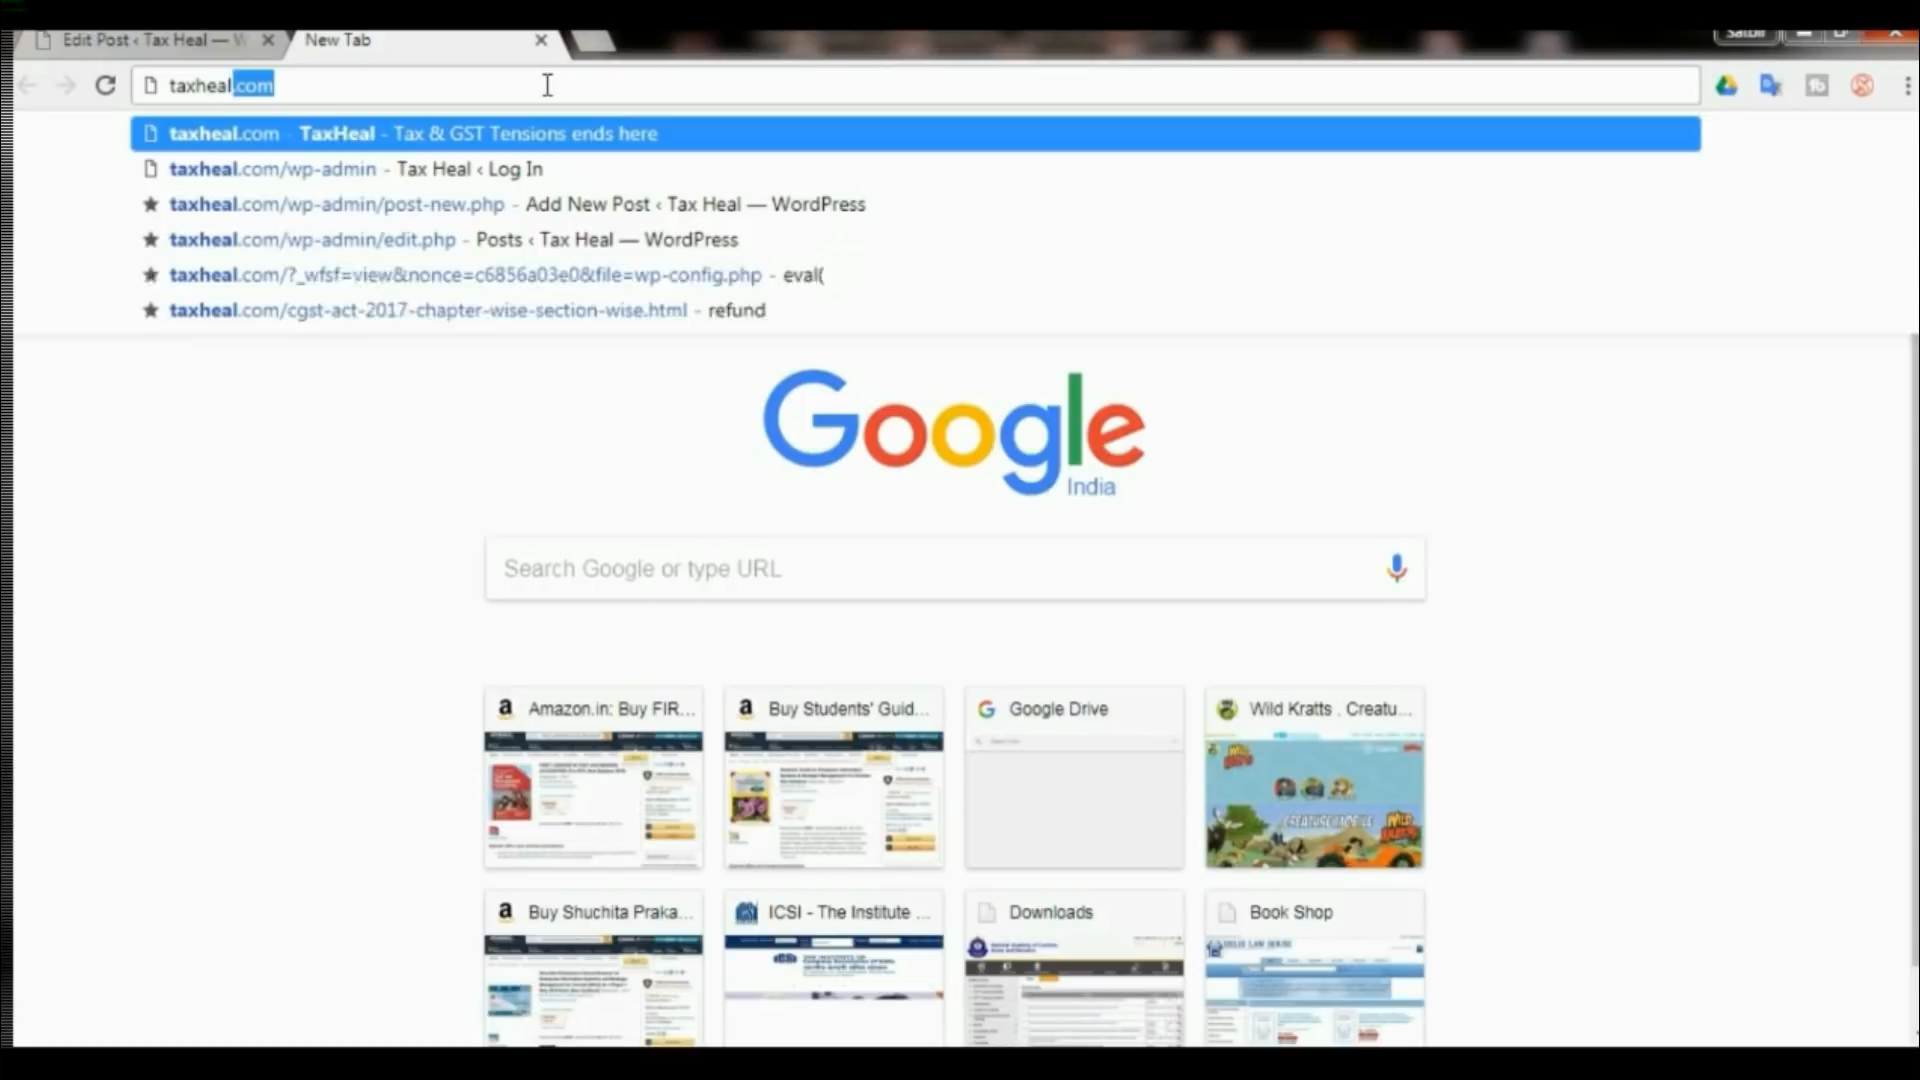 Edit Post ‹ Tax Heal — W
New Tab
Satbir
taxheal.com
taxheal.com - TaxHeal - Tax & GST Tensions ends here
taxheal.com/wp-admin - Tax Heal ‹ Log In
taxheal.com/wp-admin/post-new.php - Add New Post ‹ Tax Heal — WordPress
taxheal.com/wp-admin/edit.php - Posts ‹ Tax Heal — WordPress
taxheal.com/?_wfsf=view&nonce=c6856a03e0&file=wp-config.php - eval(
taxheal.com/cgst-act-2017-chapter-wise-section-wise.html - refund
Google
India
Search Google or type URL
Amazon.in: Buy FIR...
Buy Students' Guid...
Google Drive
Wild Kratts . Creatu...
WILD KRATTS
CREATURE MOBILE
Buy Shuchita Praka...
ICSI - The Institute ...
Downloads
Book Shop